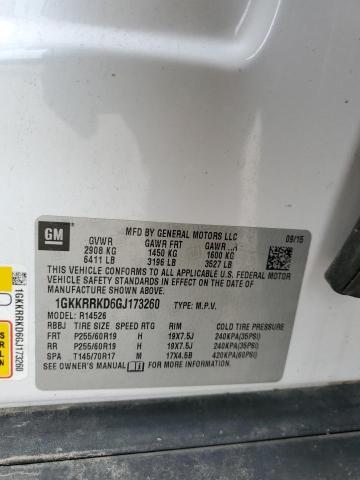 GM
MFD BY GENERAL MOTORS LLC
09/15
GVWR GAWR FRT GAWR
2908 KG 1450 KG 1600 KG
6411 LB 3196 LB 3527 LB
THIS VEHICLE CONFORMS TO ALL APPLICABLE U.S. FEDERAL MOTOR
VEHICLE SAFETY STANDARDS IN EFFECT ON THE DATE OF
MANUFACTURE SHOWN ABOVE.
1GKKRRKD6GJ173260 TYPE: M.P.V.
MODEL: R14526
RBBJ TIRE SIZE SPEED RTG RIM COLD TIRE PRESSURE
FRT P255/60R19 H 19X7.5J 240KPA(35PSI)
RR P255/60R19 H 19X7.5J 240KPA(35PSI)
SPA T145/70R17 M 17X4.5B 420KPA(60PSI)
SEE OWNER'S MANUAL FOR ADDITIONAL INFORMATION.
1GKKRRKD6GJ173260